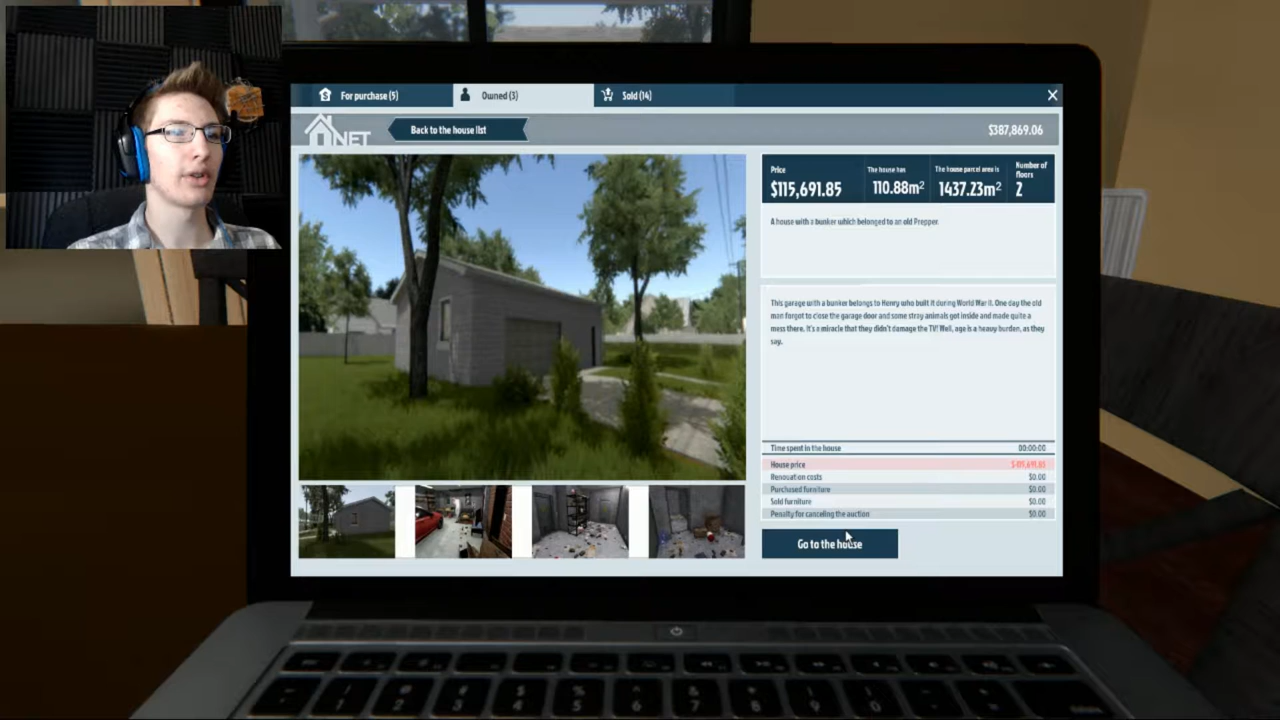 For purchase (5)
Owned (3)
Sold (14)
NET
Back to the house list
$387,869.06
Price
$115,691.85
The house has
110.88m²
The house parcel area is
1437.23m²
Number of
floors
2
A house with a bunker which belonged to an old Prepper
This garage with a bunker belongs to Henry who built it during World War II. One day the old
man forgot to close the garage door and some stray animals got inside and made quite a
mess there. It's a miracle that they didn't damage the TV! Well, age is a heavy burden, as they
say.
Time spent in the house 00:00:00
House price $-115,691.85
Renovation costs $0.00
Purchased furniture $0.00
Sold furniture $0.00
Penalty for canceling the auction $0.00
Go to the house